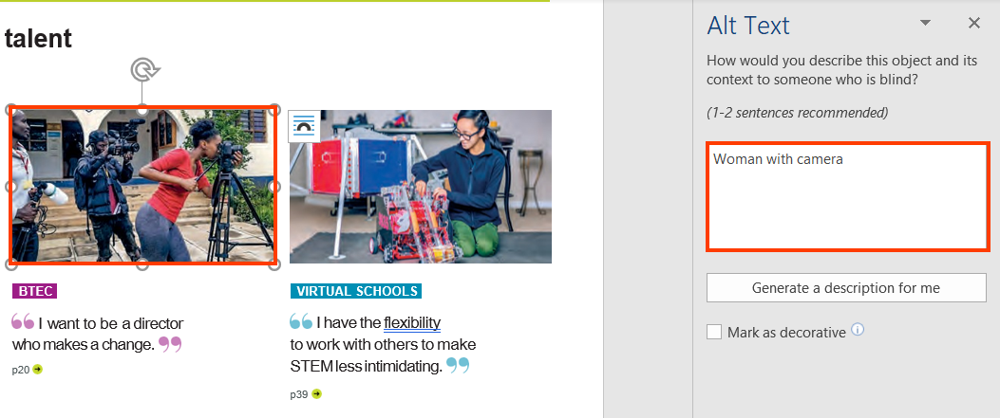 talent
BTEC
“ I want to be a director
who makes a change. ”
p20
VIRTUAL SCHOOLS
“ I have the flexibility
to work with others to make
STEM less intimidating. ”
p39
Alt Text
How would you describe this object and its
context to someone who is blind?
(1-2 sentences recommended)
Woman with camera
Generate a description for me
Mark as decorative